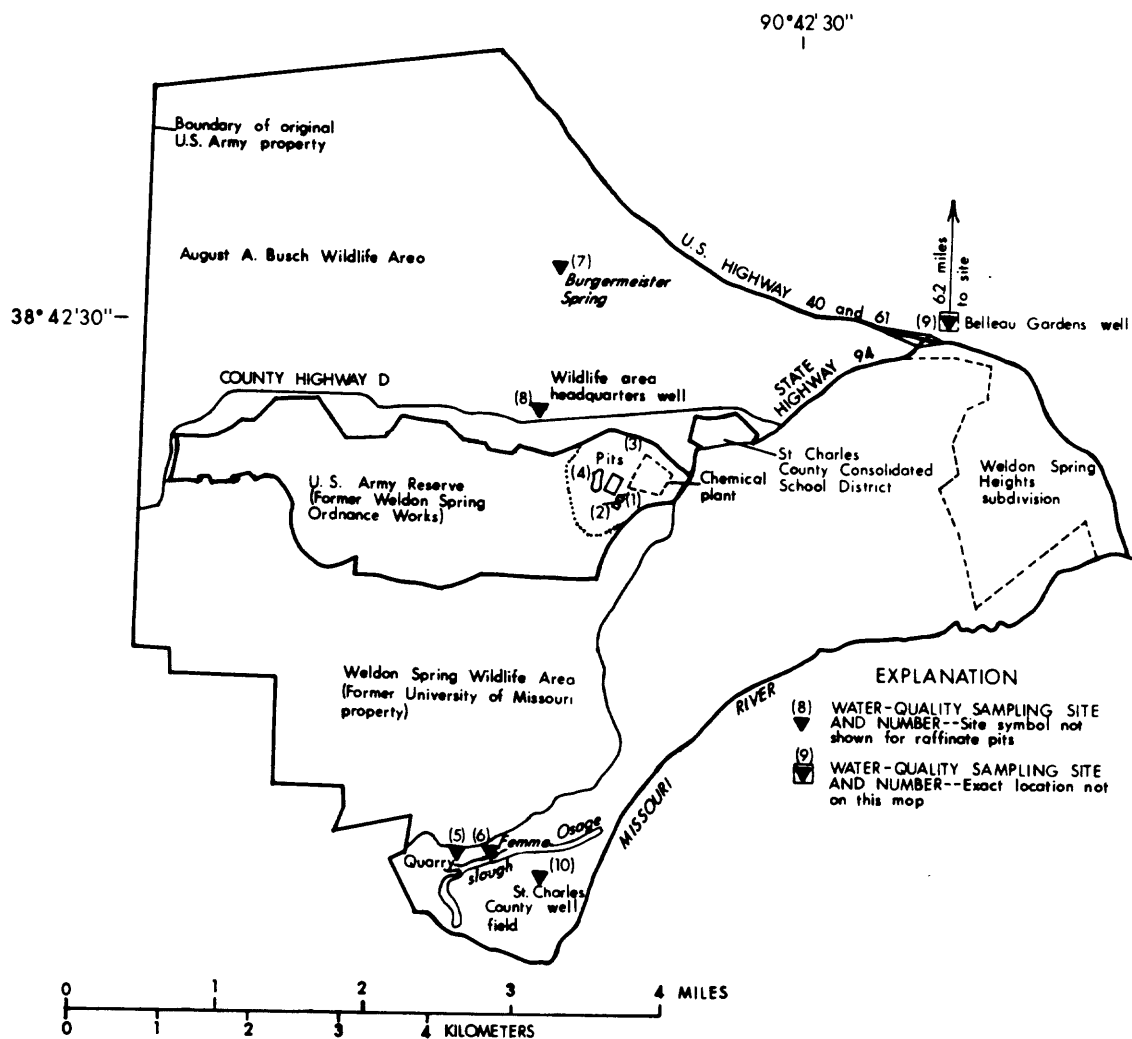 90°42'30"
Boundary of original
U.S. Army property
August A. Busch Wildlife Area
(7)
Burgermeister
Spring
U.S. HIGHWAY 40 and 61
6.2 miles
to site
38°42'30"
(9)
Belleau Gardens well
STATE
HIGHWAY 94
COUNTY HIGHWAY D
Wildlife area
headquarters well
(8)
(3)
Pits
(4)
(1)
(2)
Chemical
plant
St Charles
County Consolidated
School District
Weldon Spring
Heights
subdivision
U. S. Army Reserve
(Former Weldon Spring
Ordnance Works)
Weldon Spring Wildlife Area
(Former University of Missouri
property)
MISSOURI RIVER
EXPLANATION
(8) WATER-QUALITY SAMPLING SITE
AND NUMBER--Site symbol not
shown for raffinate pits
(9)
WATER-QUALITY SAMPLING SITE
AND NUMBER--Exact location not
on this mop
(5) (6)
Femme Osage
slough
Quarry
(10)
St. Charles
County well
field
0 1 2 3 4 MILES
0 1 2 3 4 KILOMETERS